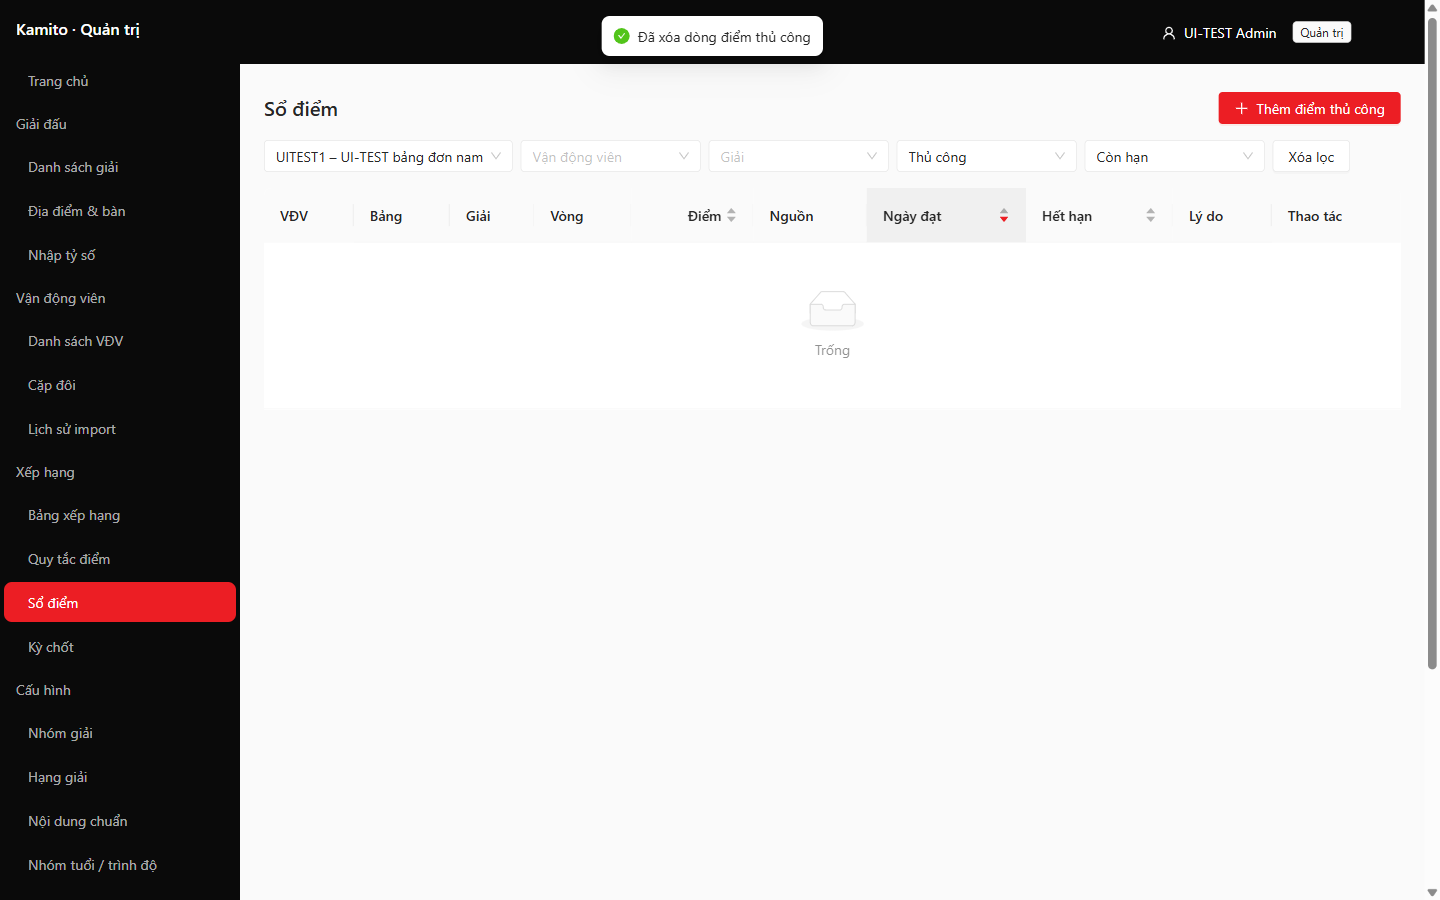 Kamito · Quản trị
Đã xóa dòng điểm thủ công
UI-TEST Admin
Quản trị
Trang chủ
Giải đấu
Danh sách giải
Địa điểm & bàn
Nhập tỷ số
Vận động viên
Danh sách VĐV
Cặp đôi
Lịch sử import
Xếp hạng
Bảng xếp hạng
Quy tắc điểm
Sổ điểm
Kỳ chốt
Cấu hình
Nhóm giải
Hạng giải
Nội dung chuẩn
Nhóm tuổi / trình độ
Sổ điểm
Thêm điểm thủ công
UITEST1 – UI-TEST bảng đơn nam
Vận động viên
Giải
Thủ công
Còn hạn
Xóa lọc
VĐV Bảng Giải Vòng Điểm Nguồn Ngày đạt Hết hạn Lý do Thao tác
Trống